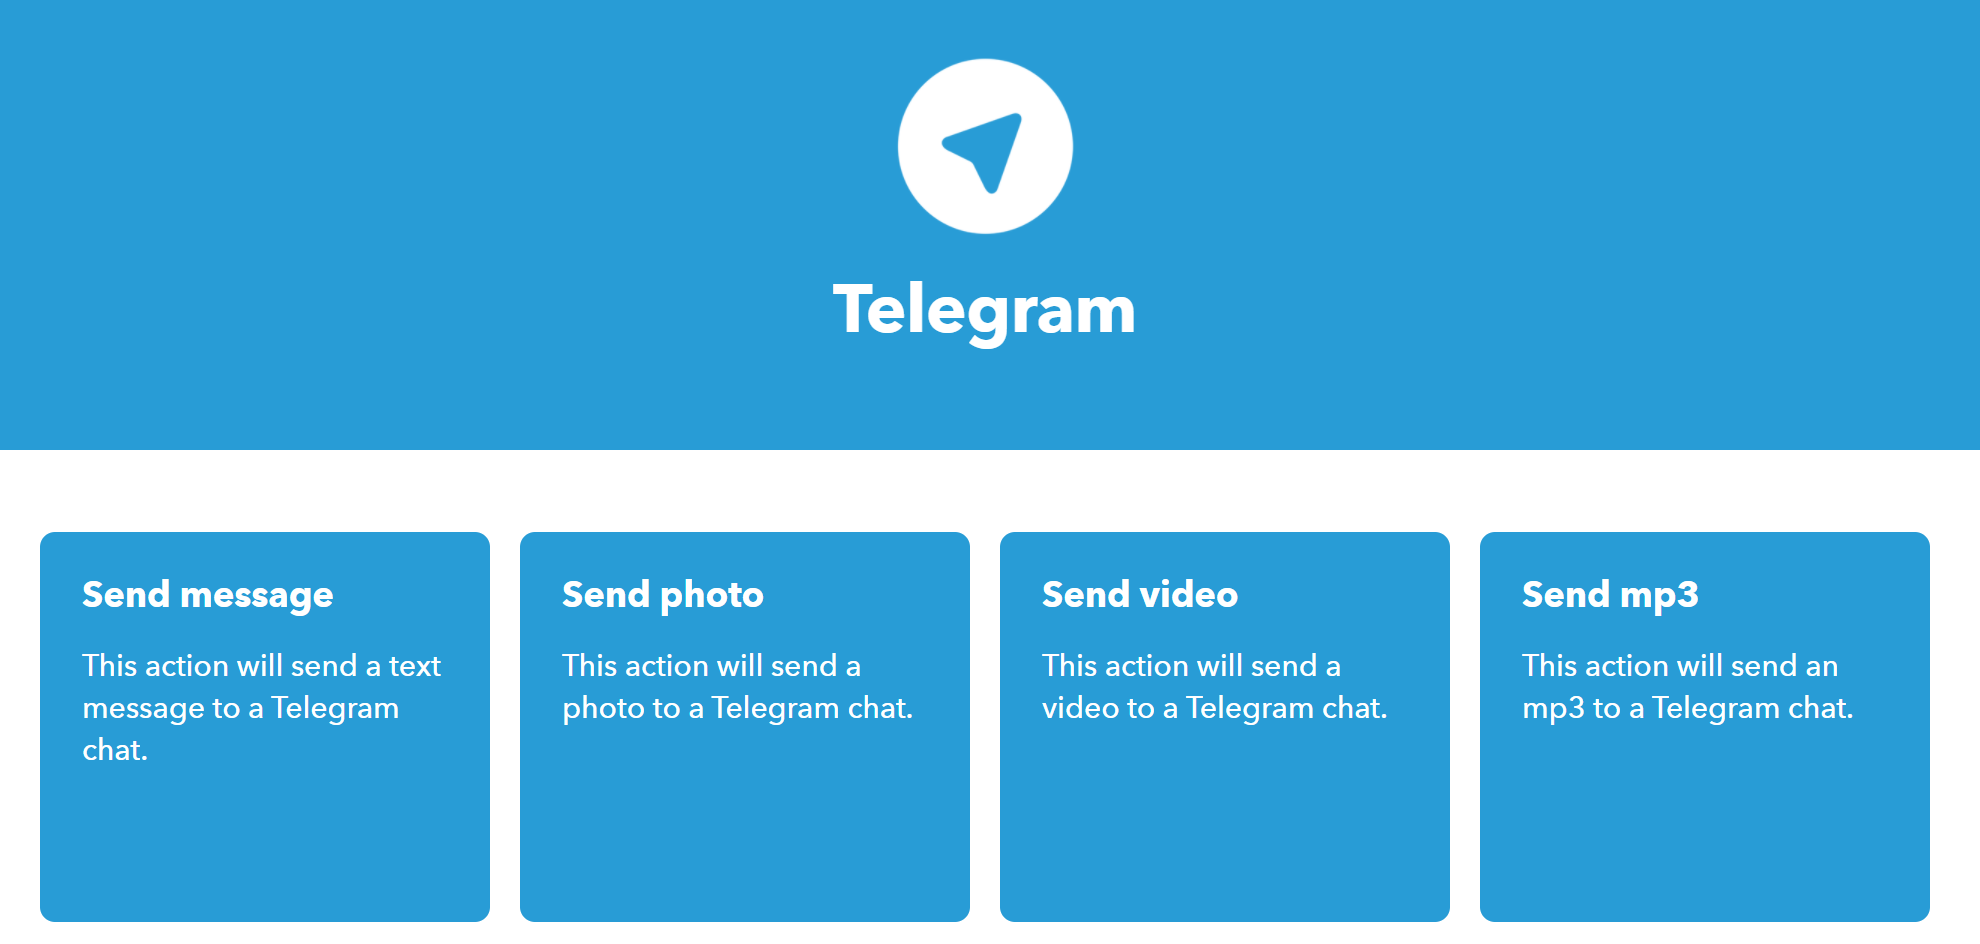 Telegram
Send message
This action will send a text
message to a Telegram
chat.
Send photo
This action will send a
photo to a Telegram chat.
Send video
This action will send a
video to a Telegram chat.
Send mp3
This action will send an
mp3 to a Telegram chat.